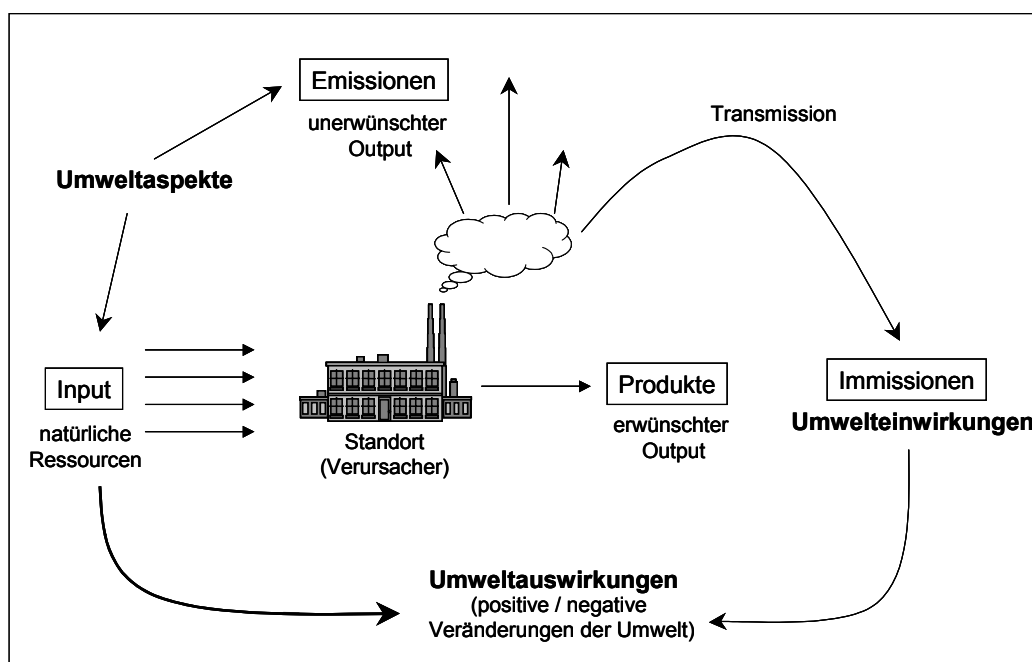 Emissionen
unerwünschter
Output
Transmission
Umweltaspekte
Input
natürliche
Ressourcen
Standort
(Verursacher)
Produkte
erwünschter
Output
Immissionen
Umwelteinwirkungen
Umweltauswirkungen
(positive / negative
Veränderungen der Umwelt)